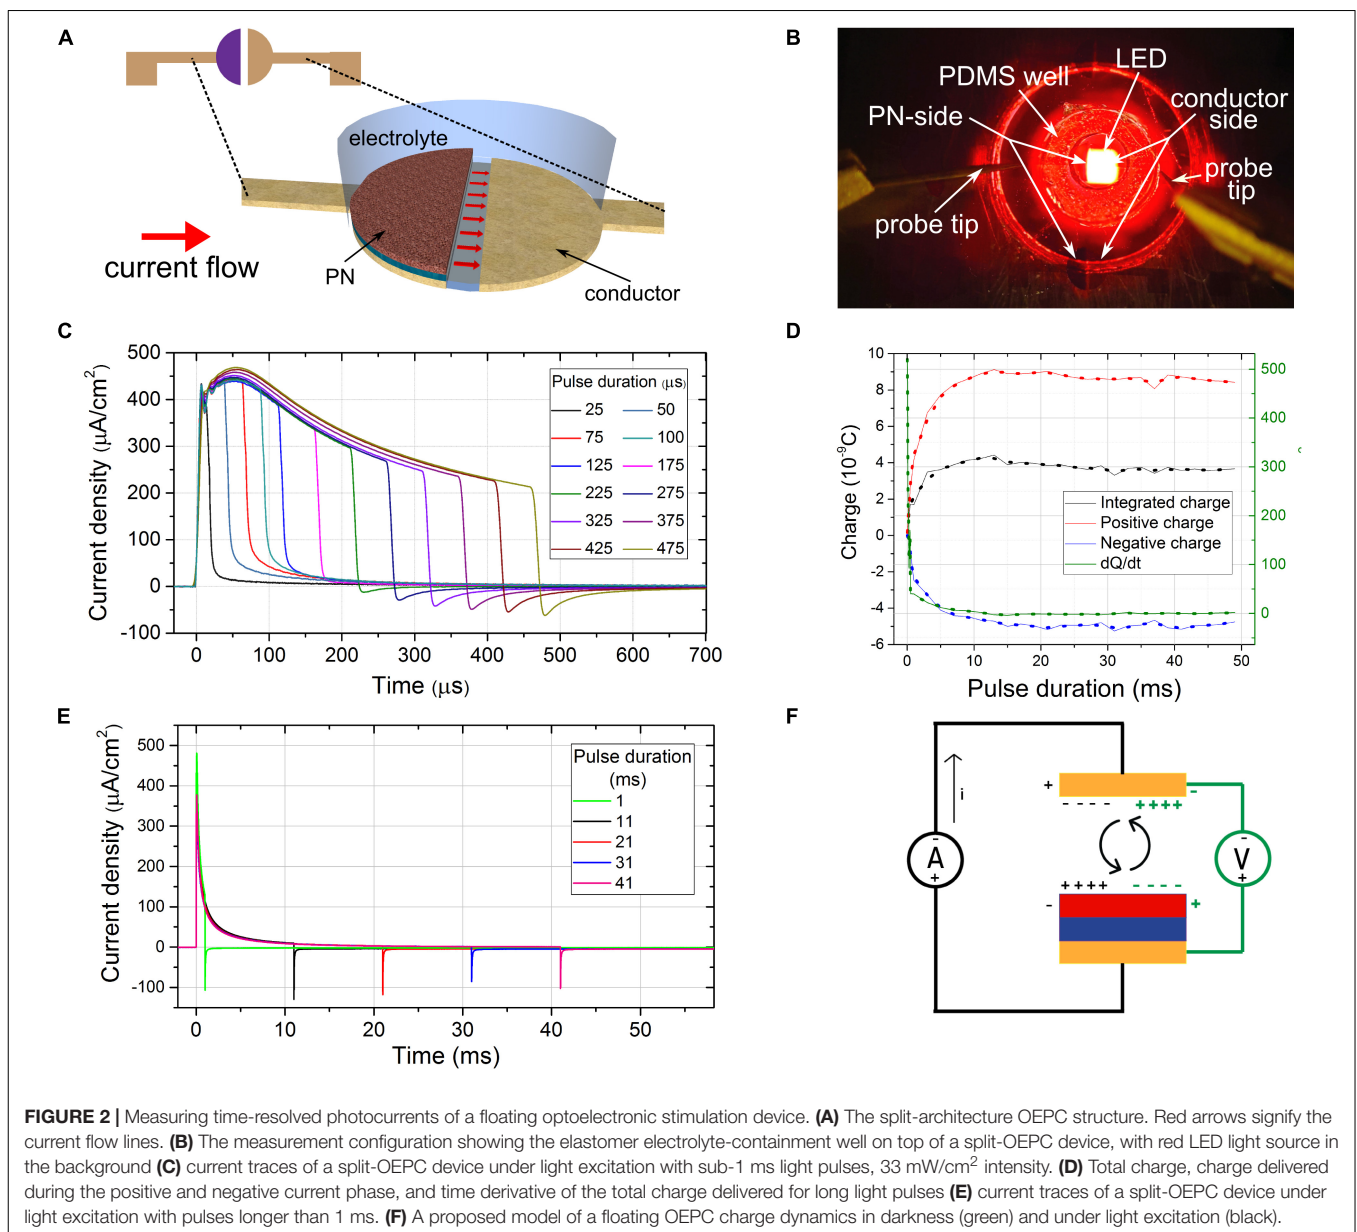 A
electrolyte
PN
current flow
conductor
B
LED
PDMS well
PN-side
conductor
side
probe
tip
probe tip
C
Current density (μA/cm²)
500
400
300
200
100
0
-100
0 100 200 300 400 500 600 700
Time (μs)
Pulse duration (μs)
25 50
75 100
125 175
225 275
325 375
425 475
D
Charge (10⁻⁹C)
10
8
6
4
2
0
-2
-4
-6
500
400
300
200
100
0
Integrated charge
Positive charge
Negative charge
dQ/dt
0 10 20 30 40 50
Pulse duration (ms)
E
Current density (μA/cm²)
500
400
300
200
100
0
-100
0 10 20 30 40 50
Time (ms)
Pulse duration
(ms)
1
11
21
31
41
F
i
+
- - - -
++++
-
-
A
+
-
V
+
++++
- - - -
-
+
FIGURE 2 | Measuring time-resolved photocurrents of a floating optoelectronic stimulation device. (A) The split-architecture OEPC structure. Red arrows signify the
current flow lines. (B) The measurement configuration showing the elastomer electrolyte-containment well on top of a split-OEPC device, with red LED light source in
the background (C) current traces of a split-OEPC device under light excitation with sub-1 ms light pulses, 33 mW/cm² intensity. (D) Total charge, charge delivered
during the positive and negative current phase, and time derivative of the total charge delivered for long light pulses (E) current traces of a split-OEPC device under
light excitation with pulses longer than 1 ms. (F) A proposed model of a floating OEPC charge dynamics in darkness (green) and under light excitation (black).